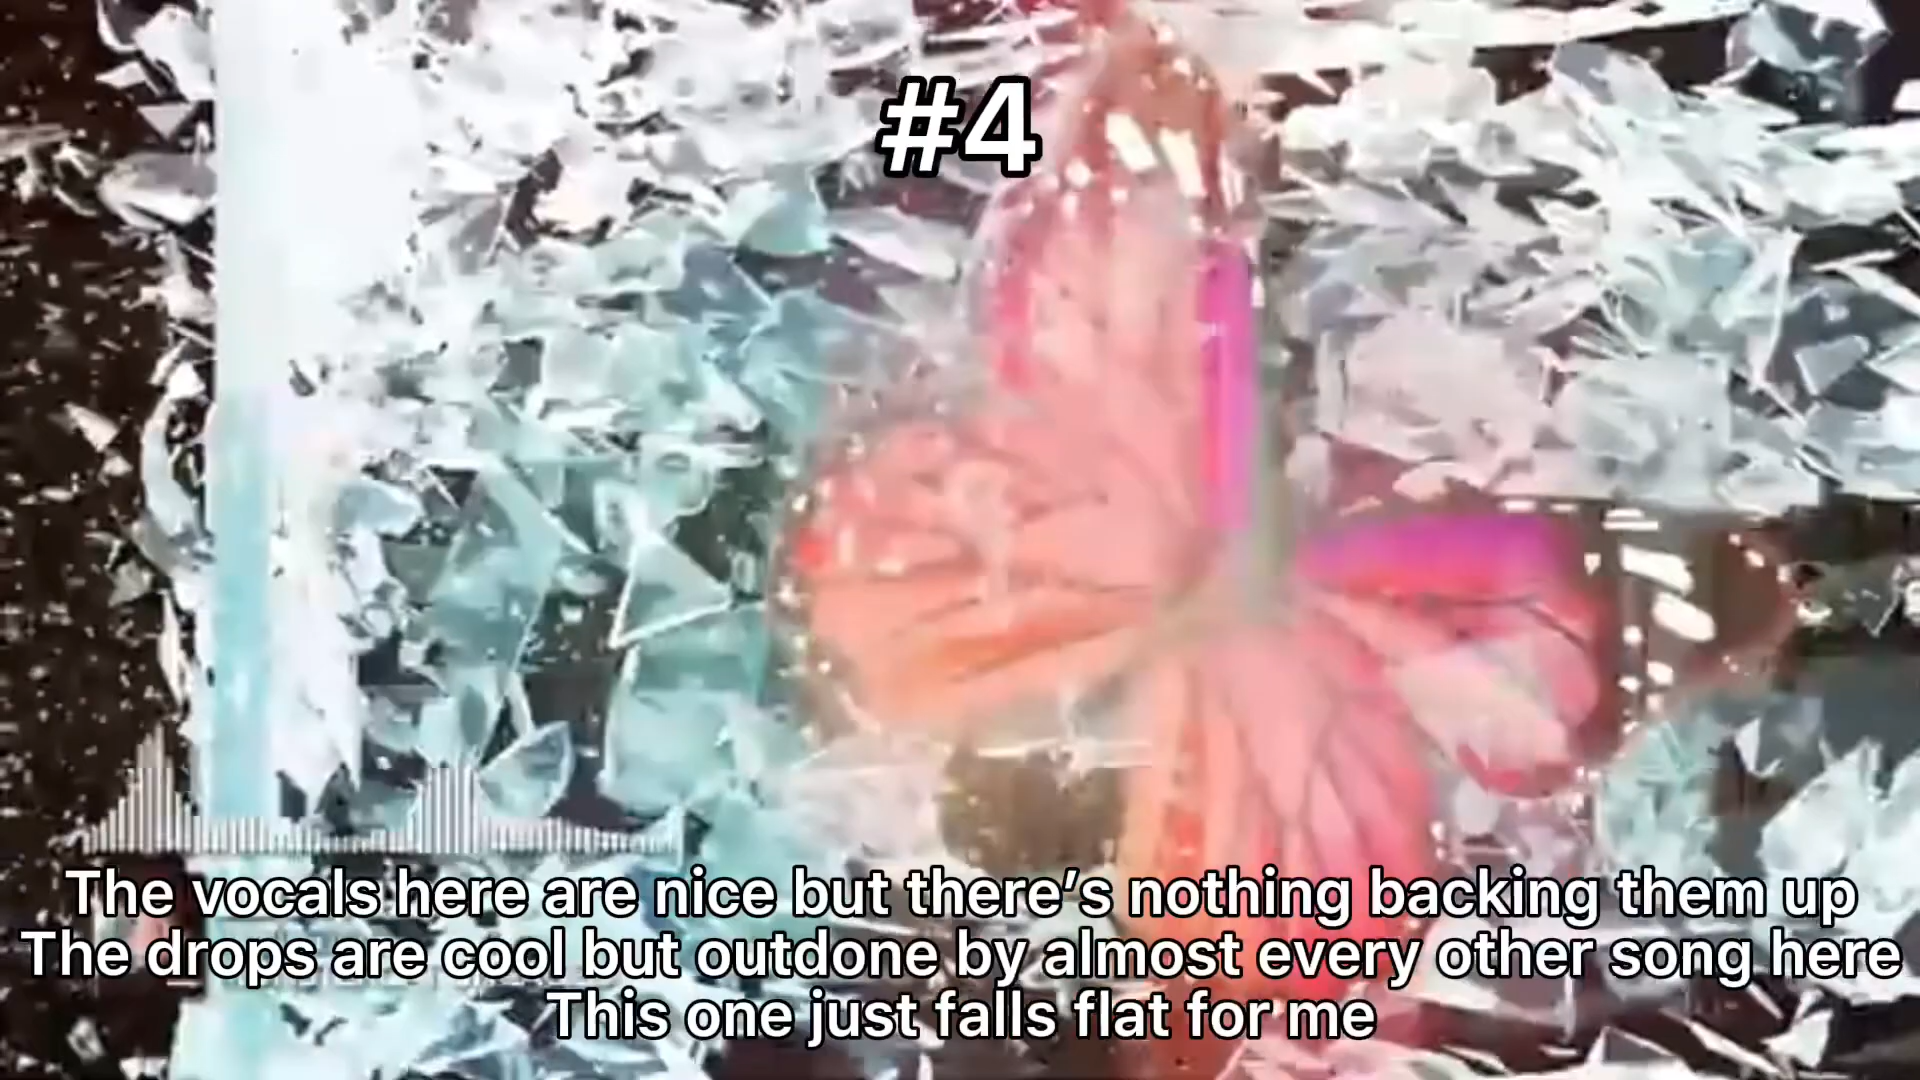 #4
The vocals here are nice but there’s nothing backing them up
The drops are cool but outdone by almost every other song here
This one just falls flat for me